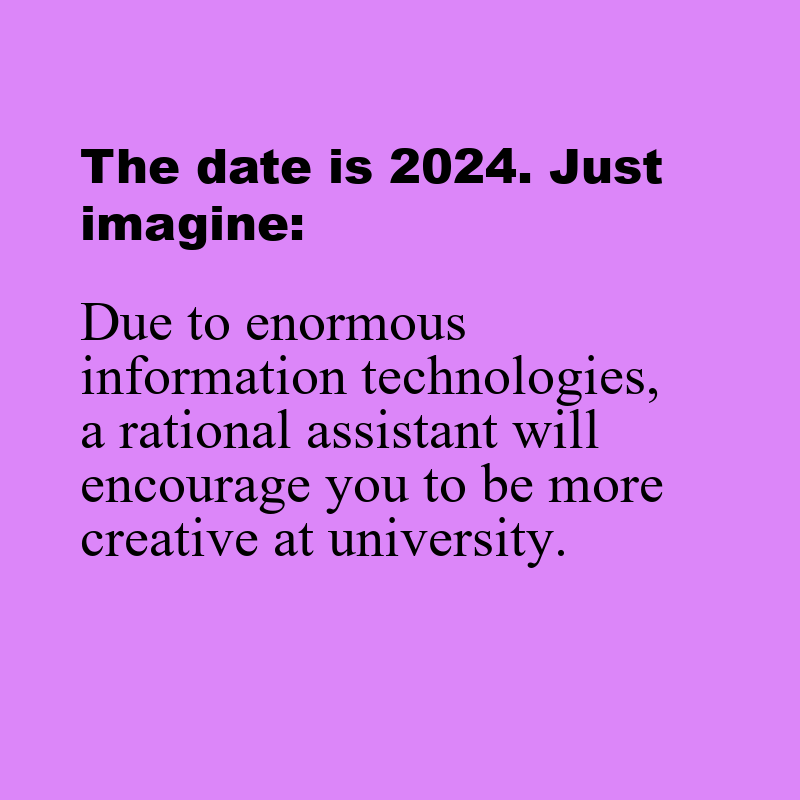 The date is 2024. Just
imagine:
Due to enormous
information technologies,
a rational assistant will
encourage you to be more
creative at university.